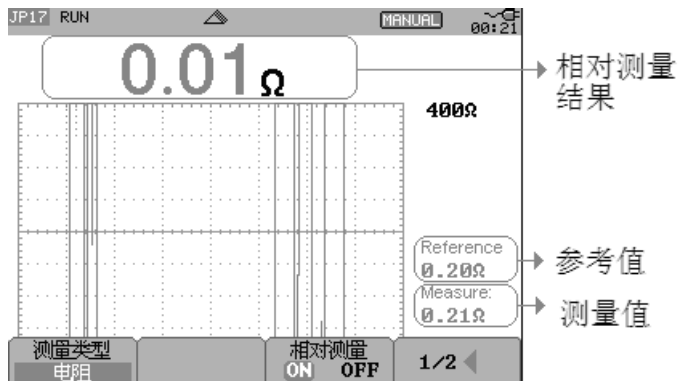 JP17 RUN MANUAL 00:21
0.01Ω
相对测量
结果
400Ω
Reference
0.20Ω
参考值
Measure:
0.21Ω
测量值
测量类型
电阻
相对测量
ON OFF
1/2